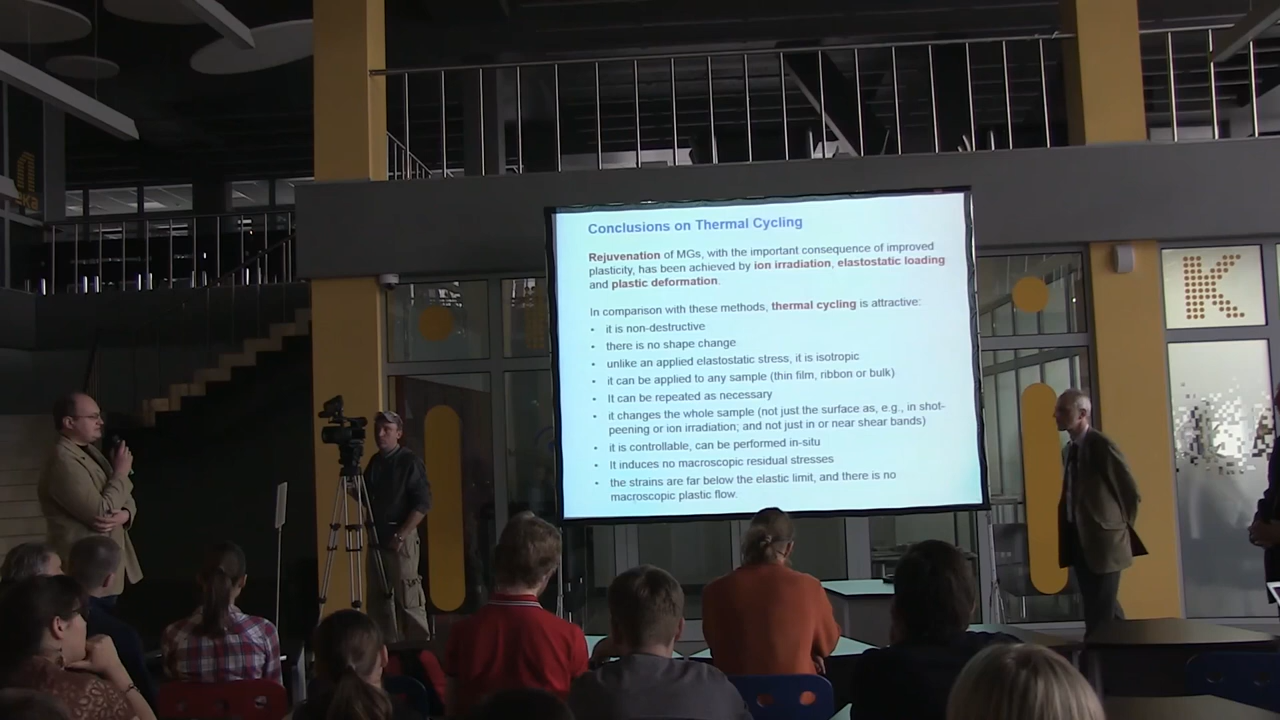 Conclusions on Thermal Cycling
Rejuvenation of MGs, with the important consequence of improved
plasticity, has been achieved by ion irradiation, elastostatic loading
and plastic deformation.
In comparison with these methods, thermal cycling is attractive:
• it is non-destructive
• there is no shape change
• unlike an applied elastostatic stress, it is isotropic
• it can be applied to any sample (thin film, ribbon or bulk)
• It can be repeated as necessary
• it changes the whole sample (not just the surface as, e.g., in shot-
peening or ion irradiation; and not just in or near shear bands)
• it is controllable, can be performed in-situ
• It induces no macroscopic residual stresses
• the strains are far below the elastic limit, and there is no
macroscopic plastic flow.
K